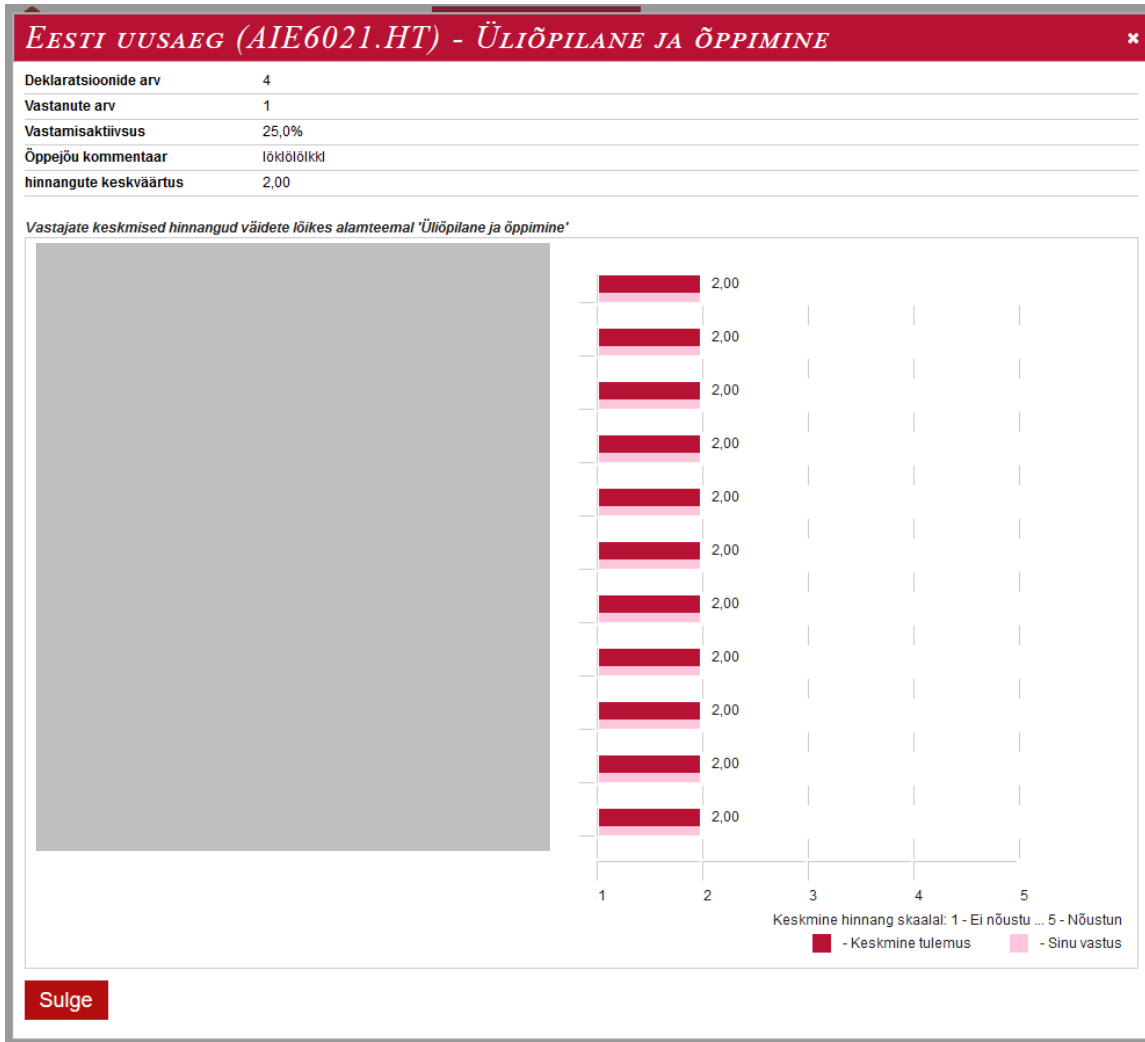 EESTI UUSAEG (AIE6021.HT) - ÜLIÕPILANE JA ÕPPIMINE
Deklaratsioonide arv 4
Vastanute arv 1
Vastamisaktiivsus 25,0%
Õppejõu kommentaar löklölölkkl
hinnangute keskväärtus 2,00
Vastajate keskmised hinnangud väidete lõikes alamteemal 'Üliõpilane ja õppimine'
2,00
2,00
2,00
2,00
2,00
2,00
2,00
2,00
2,00
2,00
2,00
1 2 3 4 5
Keskmine hinnang skaalal: 1 - Ei nõustu ... 5 - Nõustun
- Keskmine tulemus - Sinu vastus
Sulge